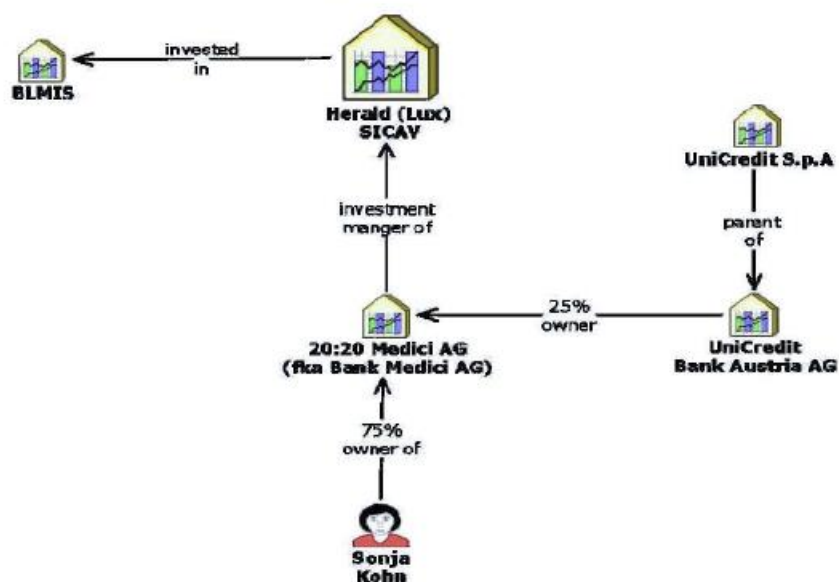 invested
in
BLMIS
Herald (Lux)
SICAV
UniCredit S.p.A
investment
manger of
parent
of
25%
owner
20:20 Medici AG
(fka Bank Medici AG)
UniCredit
Bank Austria AG
75%
owner of
Sonja
Kohn